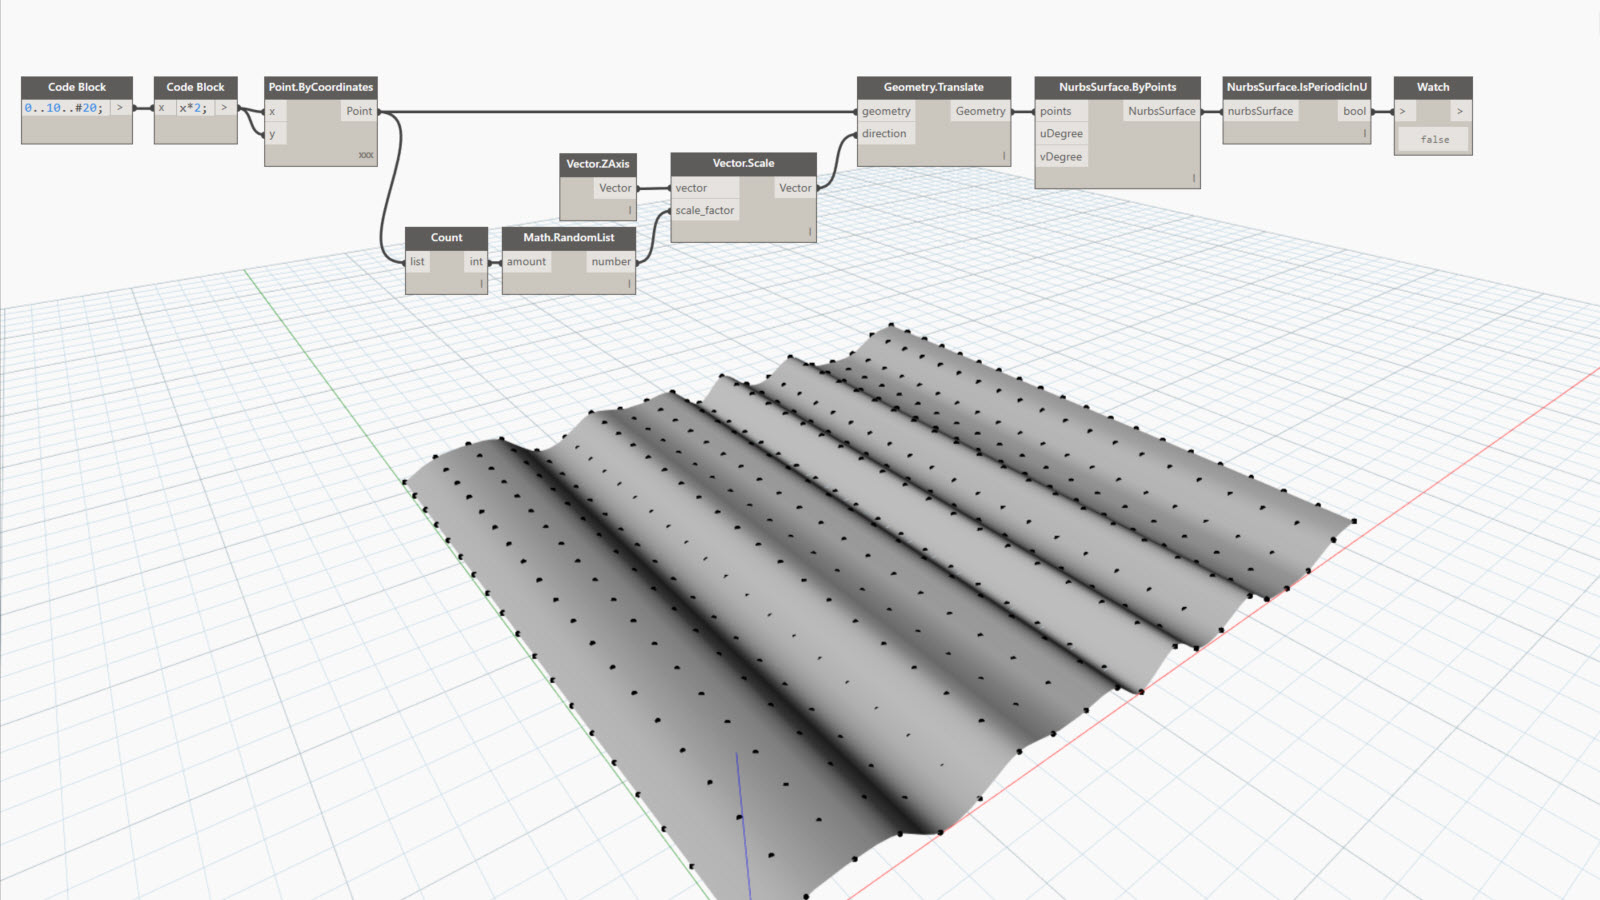 Code Block
0..10..#20; >
Code Block
x x*2; >
Point.ByCoordinates
x Point
y
xxx
Count
list int
l
Math.RandomList
amount number
l
Vector.ZAxis
Vector
l
Vector.Scale
vector Vector
scale_factor
l
Geometry.Translate
geometry Geometry
direction
l
NurbsSurface.ByPoints
points NurbsSurface
uDegree
vDegree
l
NurbsSurface.IsPeriodicInU
nurbsSurface bool
l
Watch
> >
false